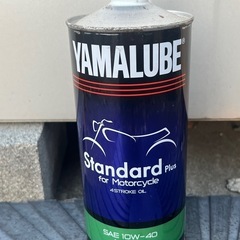 YAMALUBE
Standard Plus
for Motorcycle
4STROKE OIL
SAE 10W-40